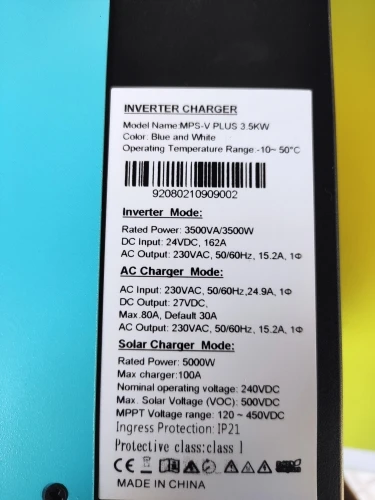 INVERTER CHARGER
Model Name:MPS-V PLUS 3.5KW
Color: Blue and White
Operating Temperature Range:-10~ 50°C
92080210909002
Inverter Mode:
Rated Power: 3500VA/3500W
DC Input: 24VDC, 162A
AC Output: 230VAC, 50/60Hz, 15.2A, 1Φ
AC Charger Mode:
AC Input: 230VAC, 50/60Hz,24.9A, 1Φ
DC Output: 27VDC,
Max.80A, Default 30A
AC Output: 230VAC, 50/60Hz, 15.2A, 1Φ
Solar Charger Mode:
Rated Power: 5000W
Max charger:100A
Nominal operating voltage: 240VDC
Max. Solar Voltage (VOC): 500VDC
MPPT Voltage range: 120 ~ 450VDC
Ingress Protection: IP21
Protective class:class I
CE
MADE IN CHINA